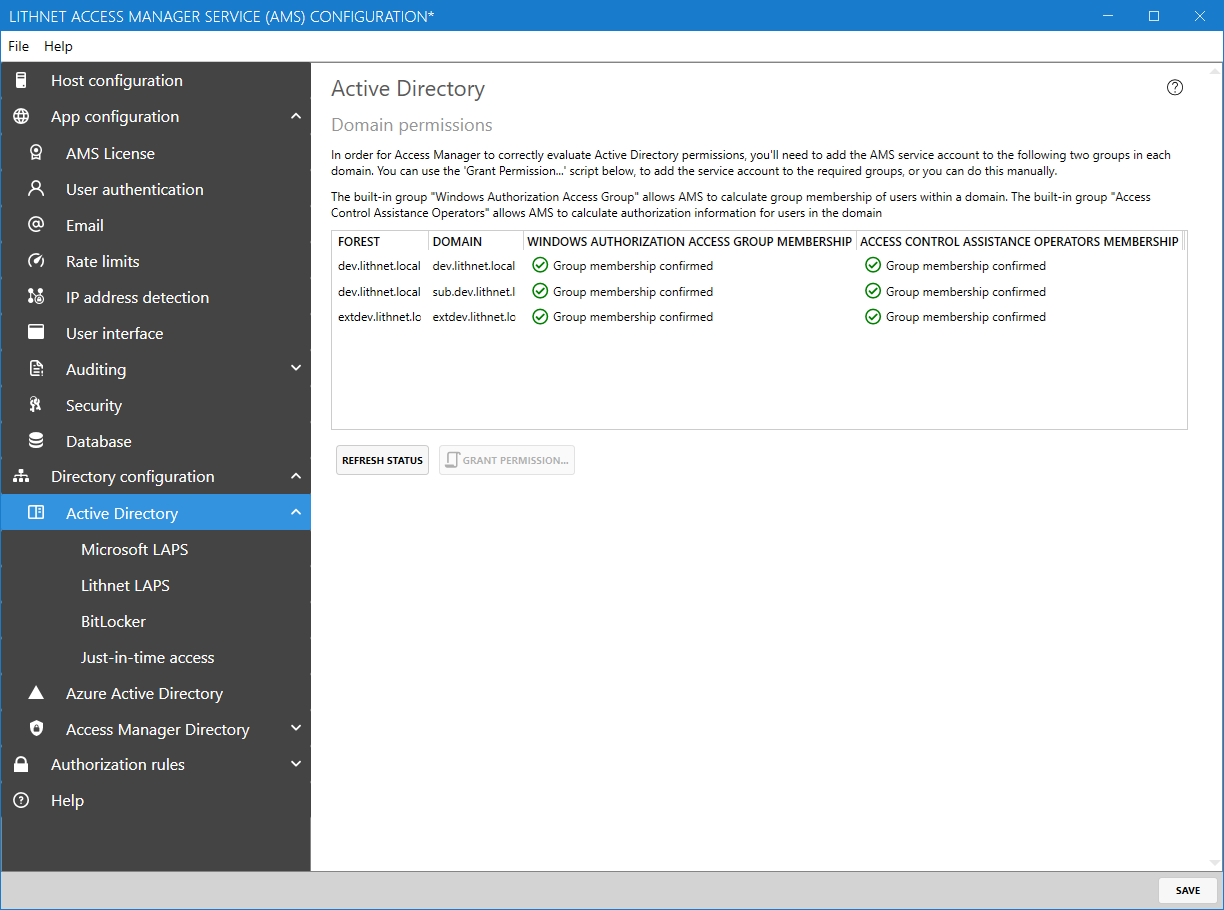 LITHNET ACCESS MANAGER SERVICE (AMS) CONFIGURATION*
File Help
Host configuration
App configuration
AMS License
User authentication
Email
Rate limits
IP address detection
User interface
Auditing
Security
Database
Directory configuration
Active Directory
Microsoft LAPS
Lithnet LAPS
BitLocker
Just-in-time access
Azure Active Directory
Access Manager Directory
Authorization rules
Help
Active Directory
Domain permissions
In order for Access Manager to correctly evaluate Active Directory permissions, you'll need to add the AMS service account to the following two groups in each
domain. You can use the 'Grant Permission...' script below, to add the service account to the required groups, or you can do this manually.
The built-in group "Windows Authorization Access Group" allows AMS to calculate group membership of users within a domain. The built-in group "Access
Control Assistance Operators" allows AMS to calculate authorization information for users in the domain
FOREST DOMAIN WINDOWS AUTHORIZATION ACCESS GROUP MEMBERSHIP ACCESS CONTROL ASSISTANCE OPERATORS MEMBERSHIP
dev.lithnet.local dev.lithnet.local Group membership confirmed Group membership confirmed
dev.lithnet.local sub.dev.lithnet.l Group membership confirmed Group membership confirmed
extdev.lithnet.lo extdev.lithnet.lo Group membership confirmed Group membership confirmed
REFRESH STATUS GRANT PERMISSION...
SAVE